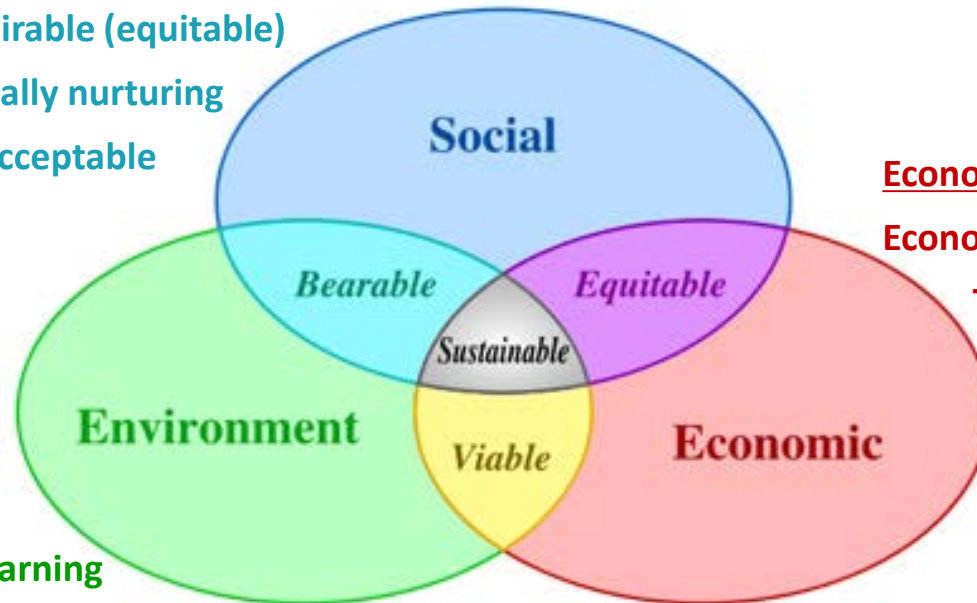 irable (equitable)
ally nurturing
cceptable
Social
Econo
Econo
Bearable
Equitable
Sustainable
Environment
Economic
Viable
arning